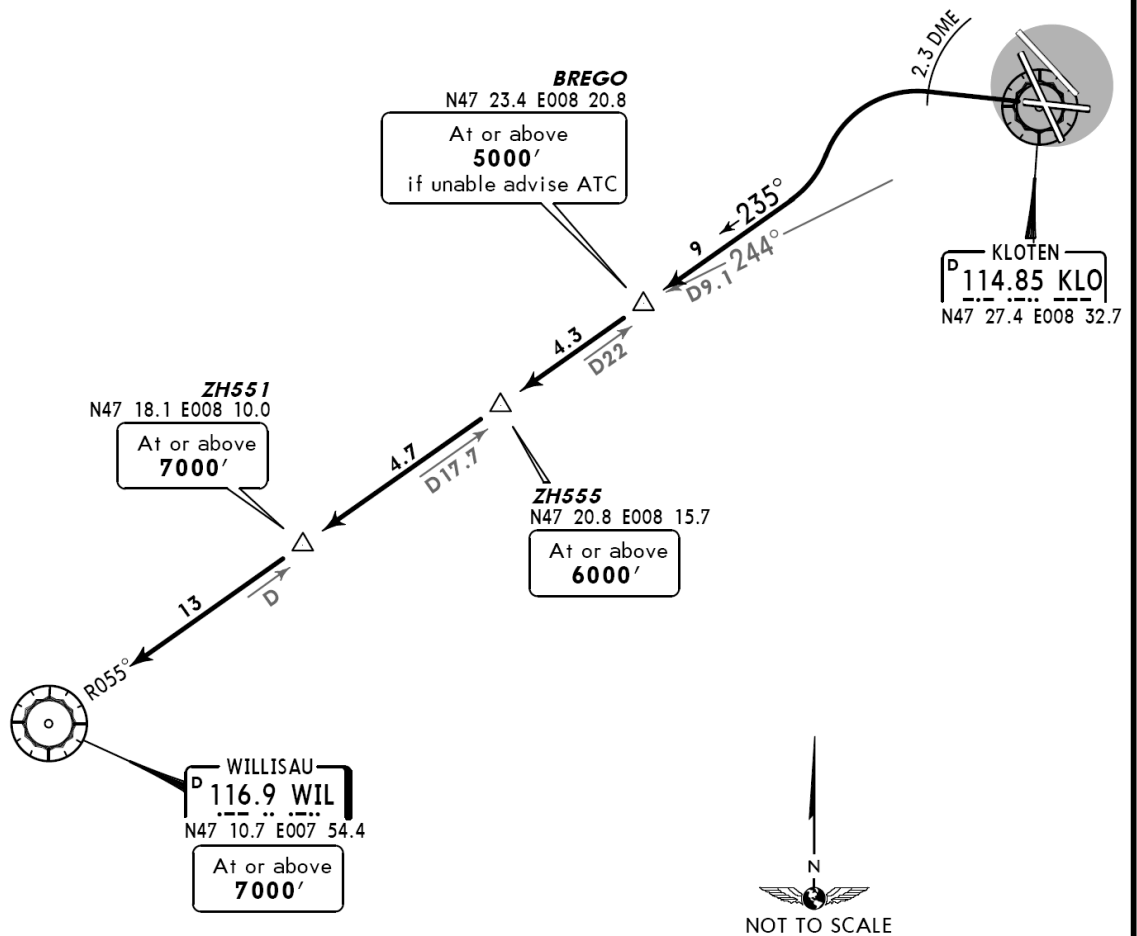 2.3 DME
BREGO
N47 23.4 E008 20.8
At or above
5000'
if unable advise ATC
←235°
9
244°
D9.1
KLOTEN
D
114.85 KLO
N47 27.4 E008 32.7
4.3
D22
ZH551
N47 18.1 E008 10.0
At or above
7000'
4.7
D17.7
ZH555
N47 20.8 E008 15.7
At or above
6000'
13
D
R055°
WILLISAU
D
116.9 WIL
N47 10.7 E007 54.4
At or above
7000'
N
NOT TO SCALE